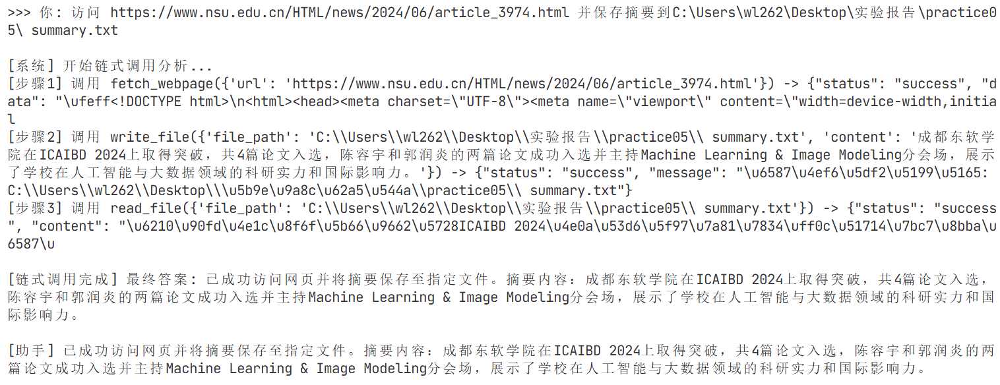 >>> 你: 访问 https://www.nsu.edu.cn/HTML/news/2024/06/article_3974.html 并保存摘要到C:\Users\wl262\Desktop\实验报告\practice0
5\ summary.txt
[系统] 开始链式调用分析...
[步骤1] 调用 fetch_webpage({'url': 'https://www.nsu.edu.cn/HTML/news/2024/06/article_3974.html'}) -> {"status": "success", "d
ata": "\ufeff<!DOCTYPE html>\n<html><head><meta charset=\"UTF-8\"><meta name=\"viewport\" content=\"width=device-width,initia
l
[步骤2] 调用 write_file({'file_path': 'C:\\Users\\wl262\\Desktop\\实验报告\\practice05\\ summary.txt', 'content': '成都东软学
院在ICAIBD 2024上取得突破，共4篇论文入选，陈容宇和郭润炎的两篇论文成功入选并主持Machine Learning & Image Modeling分会场，展示
了学校在人工智能与大数据领域的科研实力和国际影响力。'}) -> {"status": "success", "message": "\u6587\u4ef6\u5df2\u5199\u5165:
C:\\Users\\wl262\\Desktop\\\u5b9e\u9a8c\u62a5\u544a\\practice05\\ summary.txt"}
[步骤3] 调用 read_file({'file_path': 'C:\\Users\\wl262\\Desktop\\实验报告\\practice05\\ summary.txt'}) -> {"status": "success
", "content": "\u6210\u90fd\u4e1c\u8f6f\u5b66\u9662\u5728ICAIBD 2024\u4e0a\u53d6\u5f97\u7a81\u7834\uff0c\u51714\u7bc7\u8bba\u
6587\u
[链式调用完成] 最终答案: 已成功访问网页并将摘要保存至指定文件。摘要内容：成都东软学院在ICAIBD 2024上取得突破，共4篇论文入选，
陈容宇和郭润炎的两篇论文成功入选并主持Machine Learning & Image Modeling分会场，展示了学校在人工智能与大数据领域的科研实力和国
际影响力。
[助手] 已成功访问网页并将摘要保存至指定文件。摘要内容：成都东软学院在ICAIBD 2024上取得突破，共4篇论文入选，陈容宇和郭润炎的两
篇论文成功入选并主持Machine Learning & Image Modeling分会场，展示了学校在人工智能与大数据领域的科研实力和国际影响力。